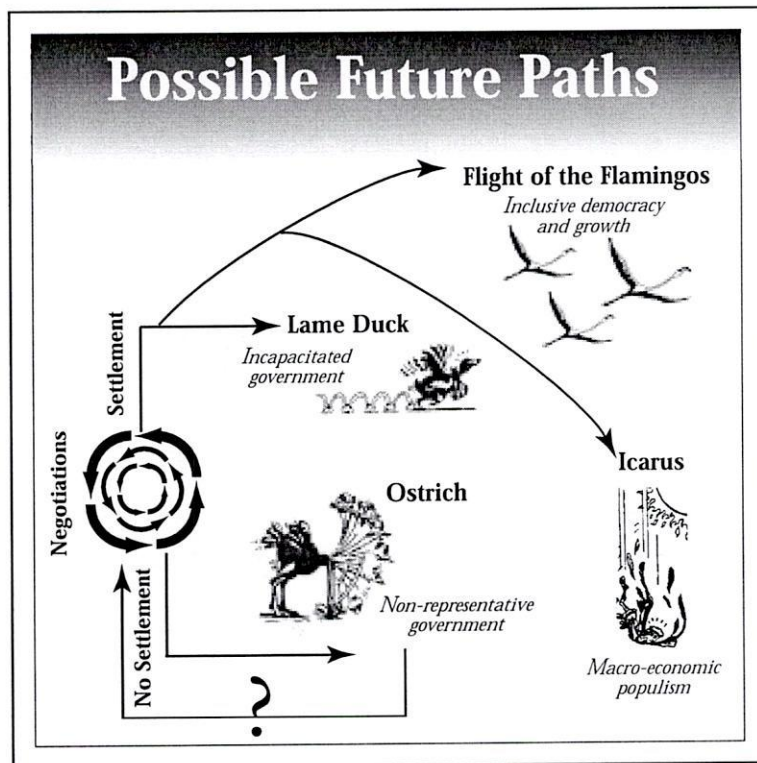 Possible Future Paths
Flight of the Flamingos
Inclusive democracy
and growth
Settlement
Lame Duck
Incapacitated
government
Negotiations
Icarus
Ostrich
Non-representative
government
No Settlement
?
Macro-economic
populism